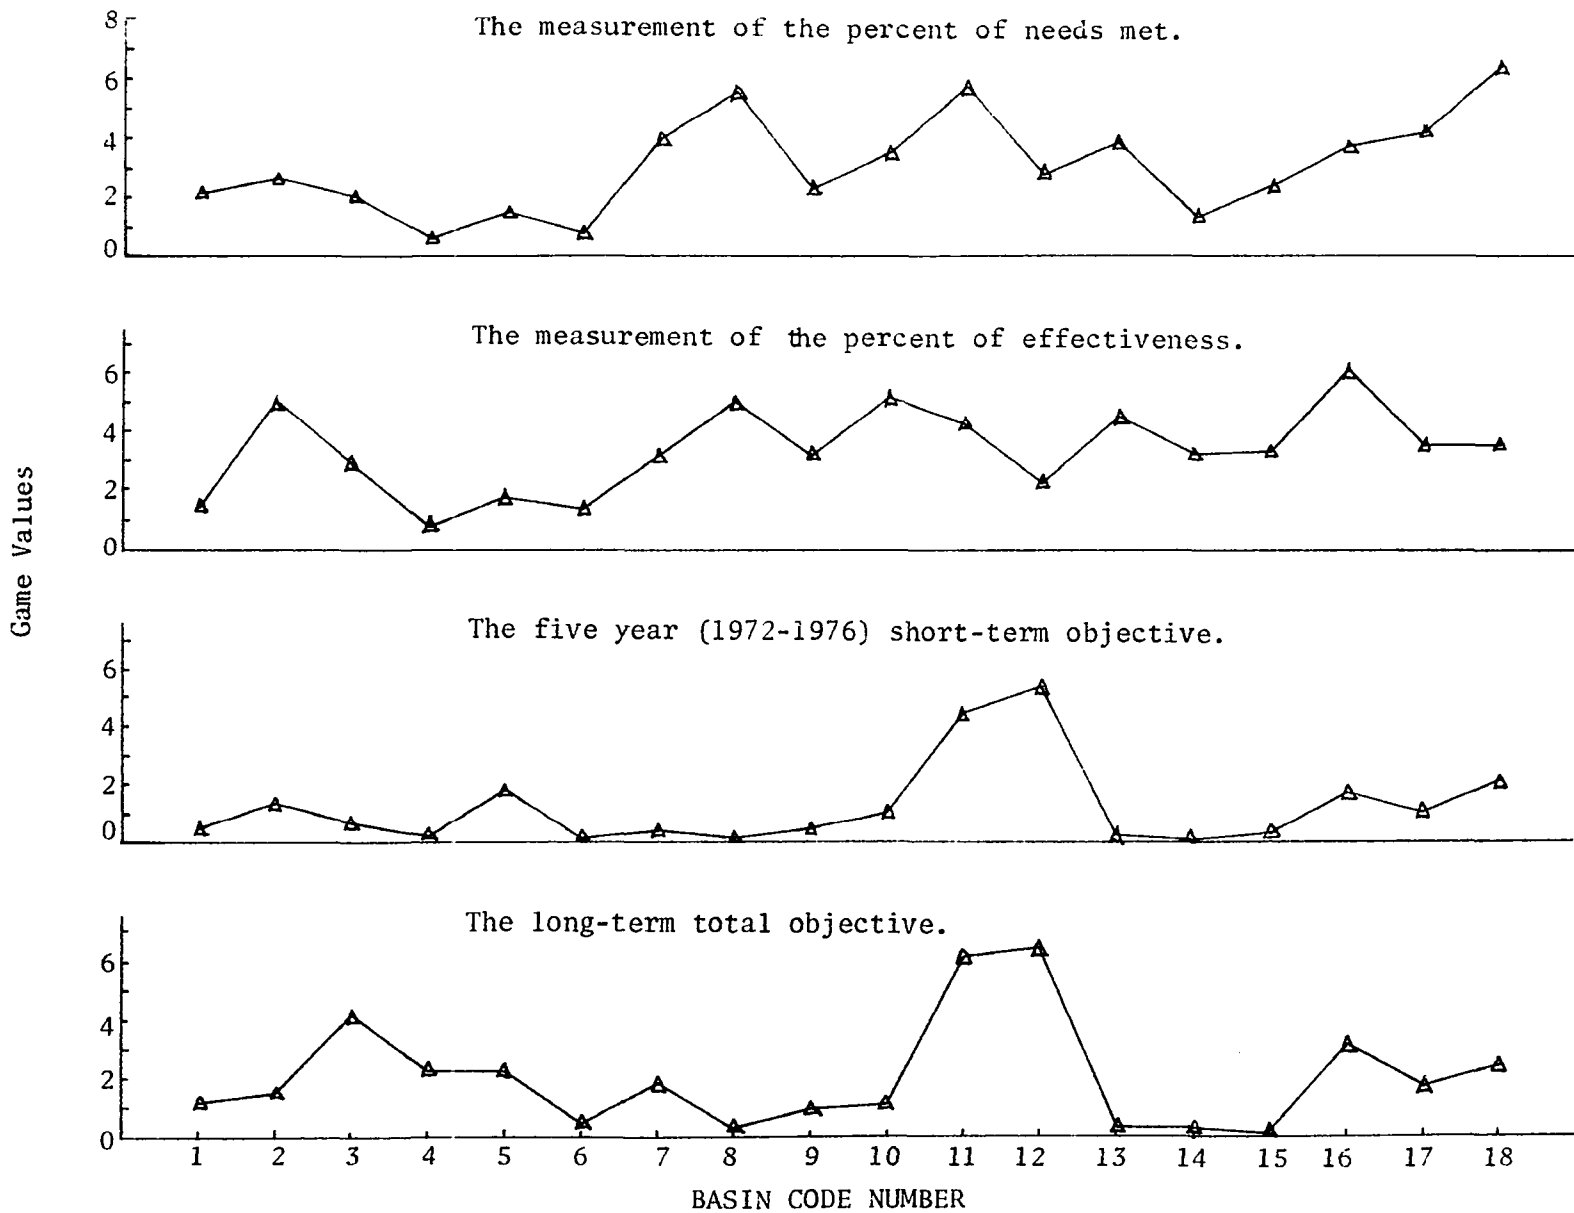 The measurement of the percent of needs met.
8
6
4
2
0
The measurement of the percent of effectiveness.
6
4
2
0
Game Values
The five year (1972-1976) short-term objective.
6
4
2
0
The long-term total objective.
6
4
2
0
1 2 3 4 5 6 7 8 9 10 11 12 13 14 15 16 17 18
BASIN CODE NUMBER